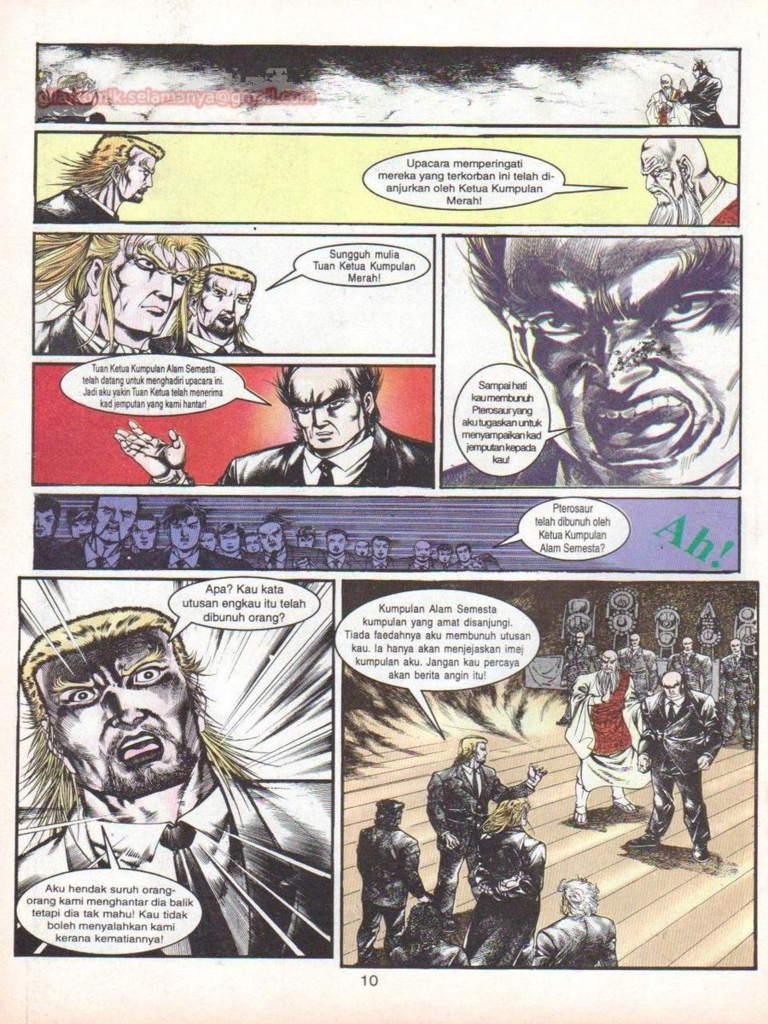 gilakomik.selamanya@gmail.com
Upacara memperingati
mereka yang terkorban ini telah di-
anjurkan oleh Ketua Kumpulan
Merah!
Sungguh mulia
Tuan Ketua Kumpulan
Merah!
Tuan Ketua Kumpulan Alam Semesta
telah datang untuk menghadiri upacara ini.
Jadi aku yakin Tuan Ketua telah menerima
kad jemputan yang kami hantar!
Sampai hati
kau membunuh
Pterosaur yang
aku tugaskan untuk
menyampaikan kad
jemputan kepada
kau!
Pterosaur
telah dibunuh oleh
Kumpulan
Alam Semesta?
Ah!
Apa? Kau kata
utusan engkau itu telah
dibunuh orang?
Aku hendak suruh orang-
orang kami menghantar dia balik
tetapi dia tak mahu! Kau tidak
boleh menyalahkan kami
kerana kematiannya!
Kumpulan Alam Semesta
kumpulan yang amat disanjungi.
Tiada faedahnya aku membunuh utusan
kau. Ia hanya akan menjejaskan imej
kumpulan aku. Jangan kau percaya
akan berita angin itu!
10